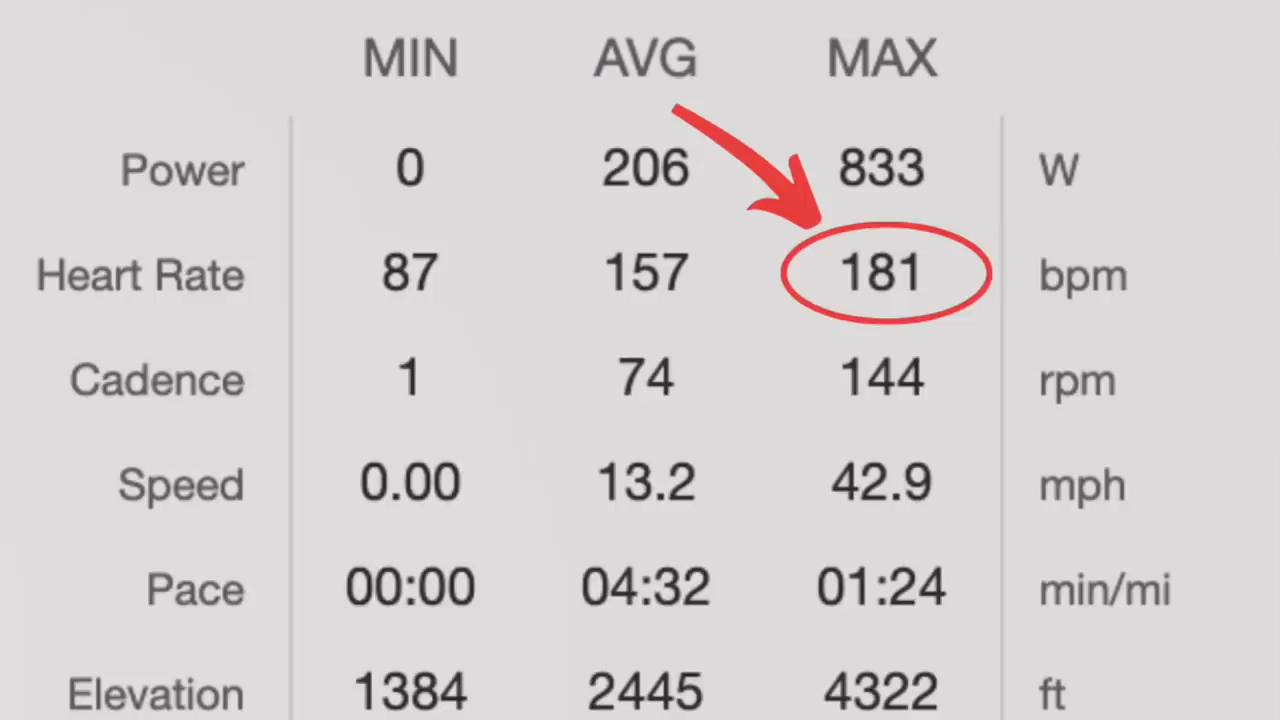 MIN AVG MAX
Power 0 206 833 W
Heart Rate 87 157 181 bpm
Cadence 1 74 144 rpm
Speed 0.00 13.2 42.9 mph
Pace 00:00 04:32 01:24 min/mi
Elevation 1384 2445 4322 ft